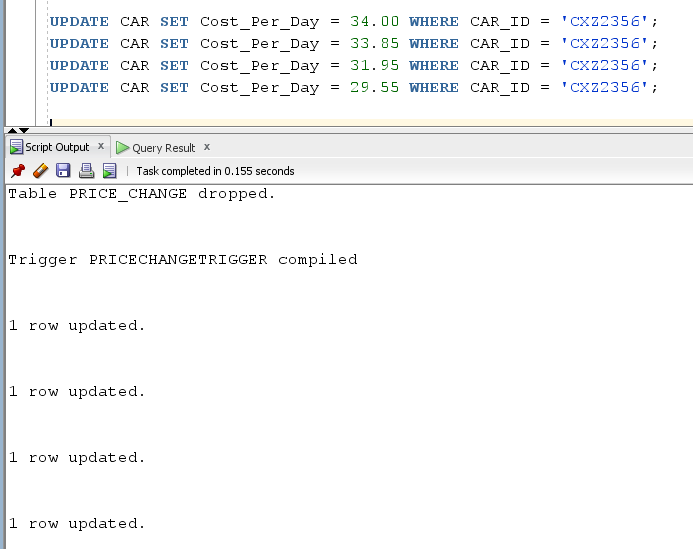 UPDATE CAR SET Cost_Per_Day = 34.00 WHERE CAR_ID = 'CXZ2356';
UPDATE CAR SET Cost_Per_Day = 33.85 WHERE CAR_ID = 'CXZ2356';
UPDATE CAR SET Cost_Per_Day = 31.95 WHERE CAR_ID = 'CXZ2356';
UPDATE CAR SET Cost_Per_Day = 29.55 WHERE CAR_ID = 'CXZ2356';
Script Output x Query Result x
Task completed in 0.155 seconds
Table PRICE_CHANGE dropped.
Trigger PRICECHANGETRIGGER compiled
1 row updated.
1 row updated.
1 row updated.
1 row updated.